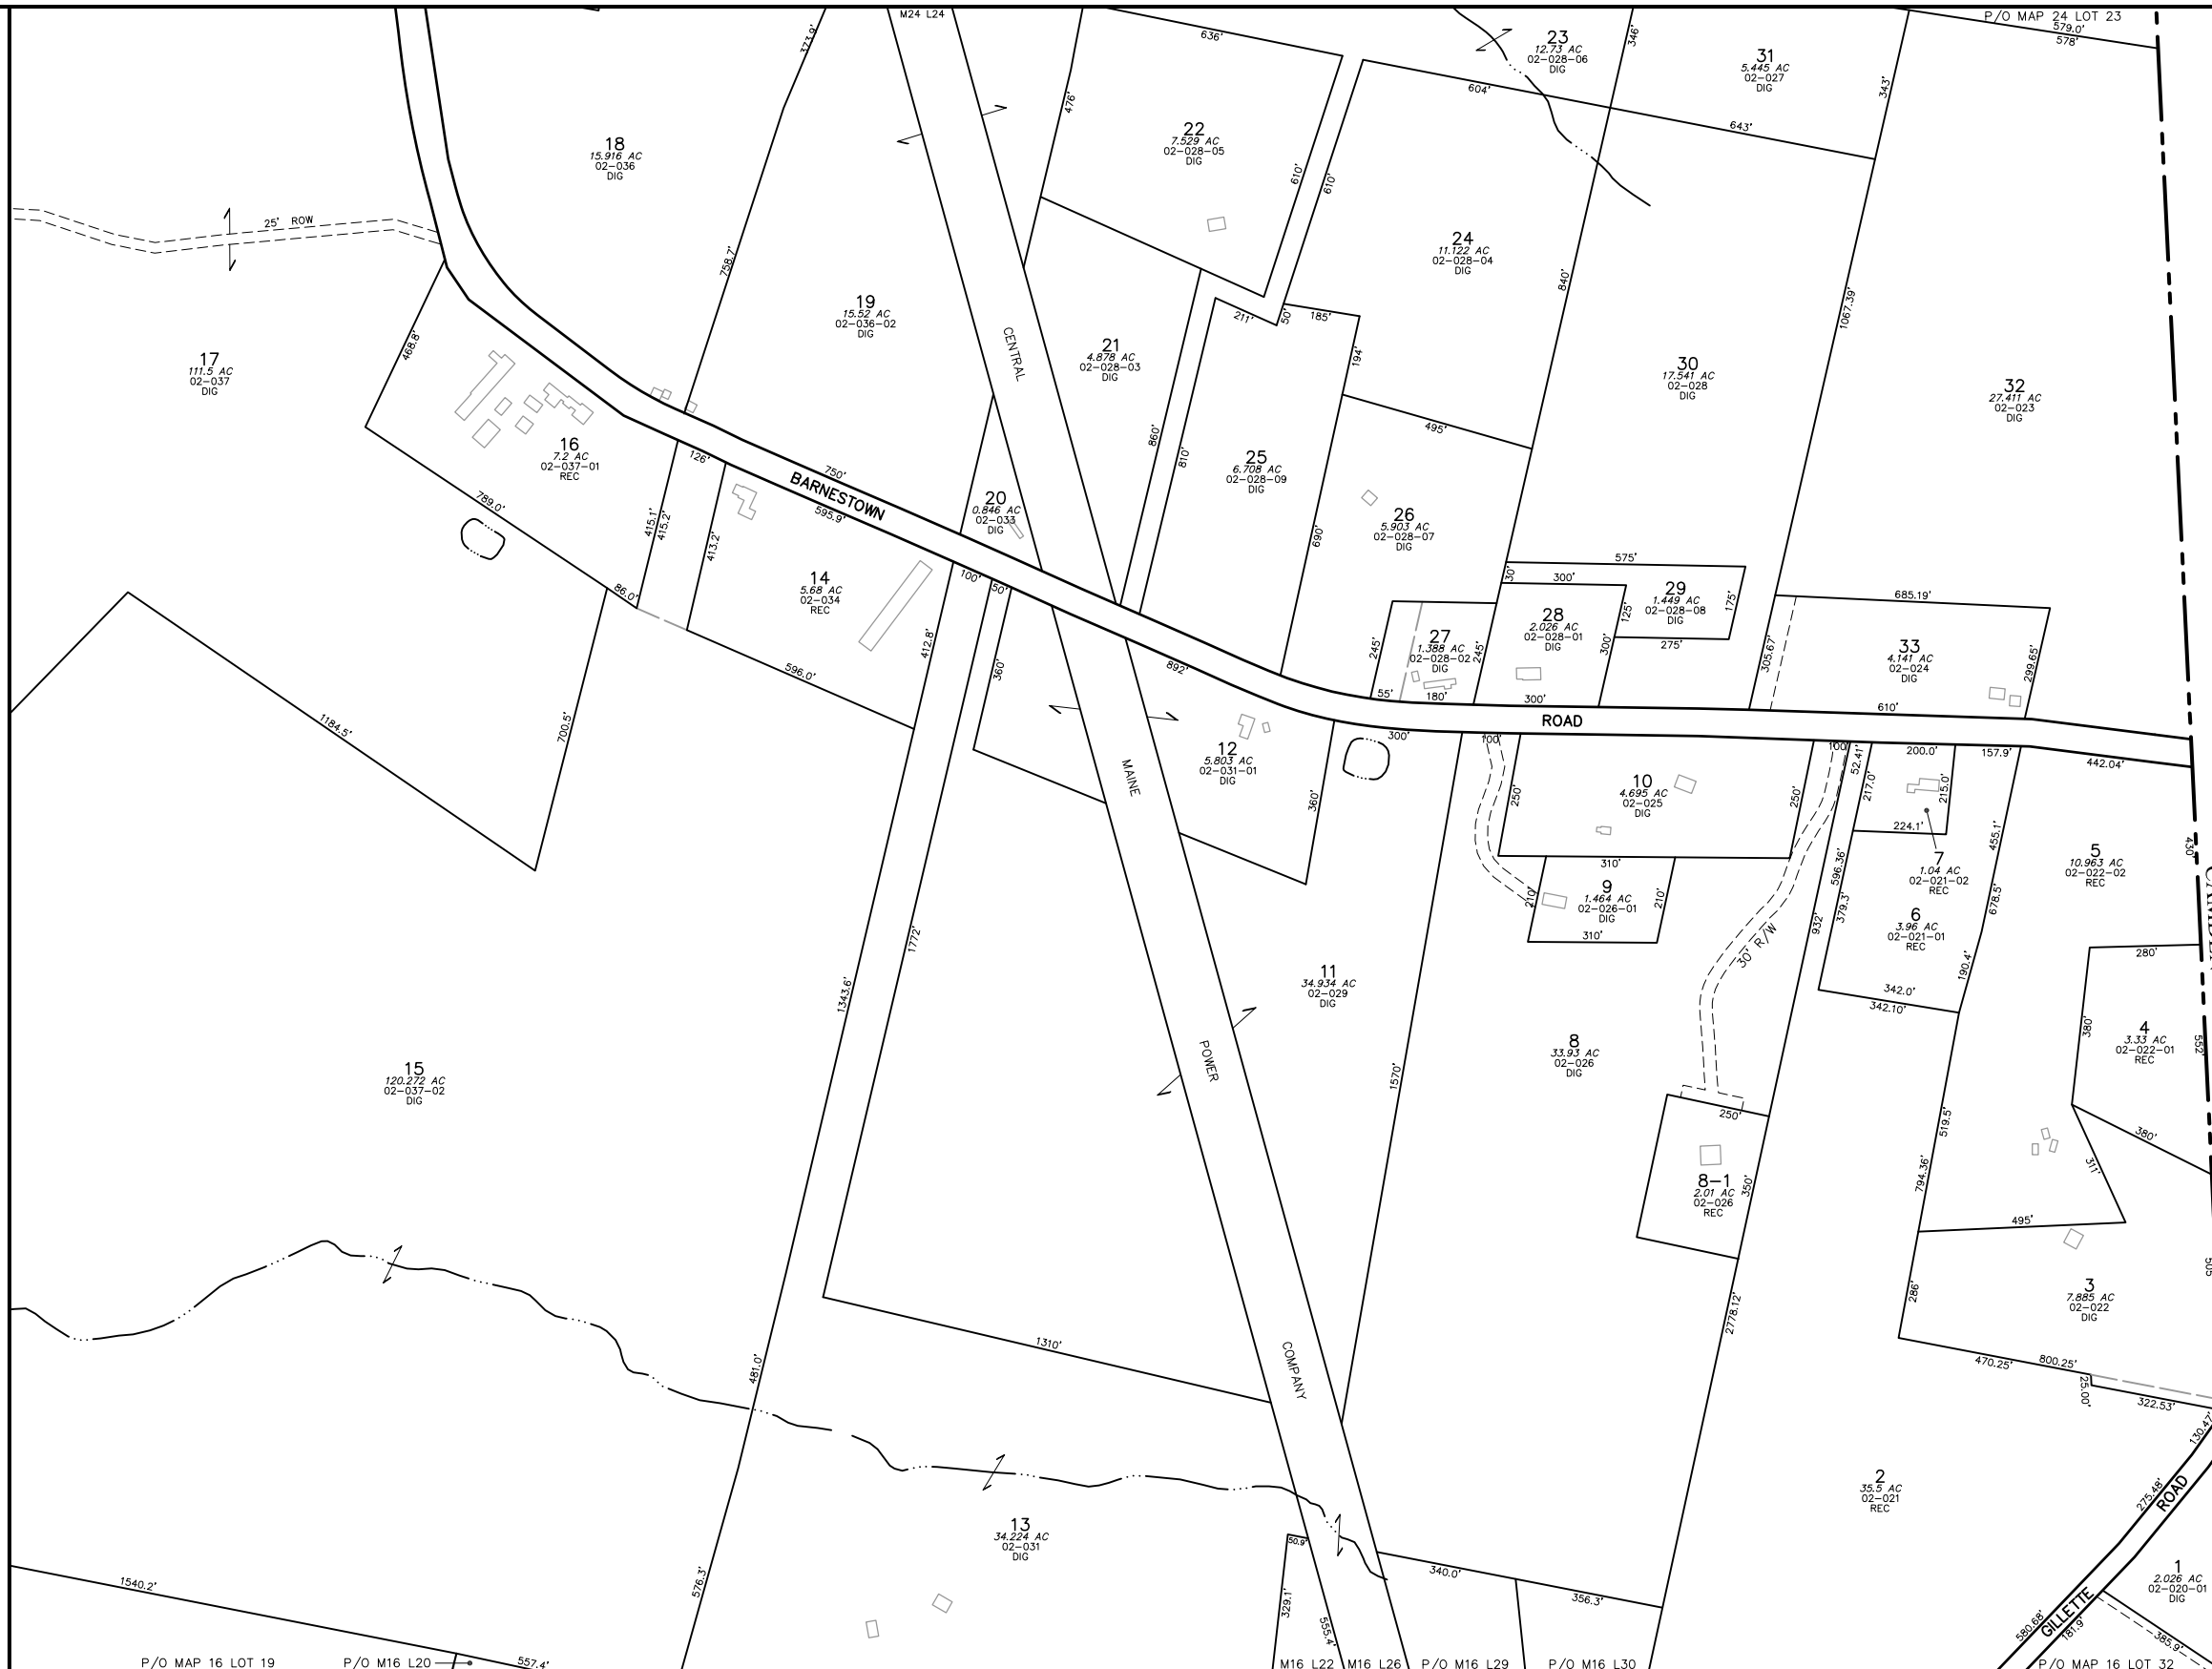 M24 L24
P/O MAP 24 LOT 23
579.0'
578'
373.9'
636'
346'
343'
23
12.73 AC
02-028-06
DIG
31
5.445 AC
02-027
DIG
476'
604'
643'
18
15.916 AC
02-036
DIG
22
7.529 AC
02-028-05
DIG
610'
610'
25' ROW
758.7'
24
11.122 AC
02-028-04
DIG
840'
1067.39'
19
15.52 AC
02-036-02
DIG
211'
50'
185'
194'
468.8'
17
111.5 AC
02-037
DIG
CENTRAL
21
4.878 AC
02-028-03
DIG
30
17.541 AC
02-028
DIG
32
27.411 AC
02-023
DIG
16
7.2 AC
02-037-01
REC
126'
750'
BARNESTOWN
595.9'
860'
810'
495'
25
6.708 AC
02-028-09
DIG
789.0'
415.1'
415.2'
413.2'
20
0.846 AC
02-033
DIG
690'
26
5.903 AC
02-028-07
DIG
14
5.68 AC
02-034
REC
86.0'
100'
50'
575'
30'
300'
125'
175'
29
1.449 AC
02-028-08
DIG
685.19'
28
2.026 AC
02-028-01
DIG
300'
275'
27
1.388 AC
02-028-02
DIG
245'
245'
305.67'
33
4.141 AC
02-024
DIG
299.65'
596.0'
412.8'
360'
892'
55'
180'
300'
610'
ROAD
1184.5'
700.5'
300'
100'
100'
200.0'
157.9'
442.04'
12
5.803 AC
02-031-01
DIG
360'
MAINE
10
4.695 AC
02-025
DIG
250'
250'
52.41'
217.0'
215.0'
224.1'
455.1'
430'
7
1.04 AC
02-021-02
REC
5
10.963 AC
02-022-02
REC
310'
9
1.464 AC
02-026-01
DIG
210'
210'
310'
596.36'
379.3'
932'
678.5'
6
3.96 AC
02-021-01
REC
30' R/W
190.4'
342.0'
342.10'
280'
1772'
1343.6'
11
34.934 AC
02-029
DIG
380'
4
3.33 AC
02-022-01
REC
552'
POWER
1570'
8
33.93 AC
02-026
DIG
15
120.272 AC
02-037-02
DIG
250'
519.5'
380'
311'
794.36'
8-1
2.01 AC
02-026
REC
350'
495'
505'
286'
3
7.885 AC
02-022
DIG
2778.12'
1310'
COMPANY
481.0'
470.25'
800.25'
25.00'
322.53'
130.47'
275.48'
ROAD
2
35.5 AC
02-021
REC
13
34.224 AC
02-031
DIG
50.9'
340.0'
356.3'
1540.2'
576.3'
329.1'
555.4'
580.68'
GILLETTE
181.9'
1
2.026 AC
02-020-01
DIG
385.9'
P/O MAP 16 LOT 19
P/O M16 L20
557.4'
M16 L22
M16 L26
P/O M16 L29
P/O M16 L30
P/O MAP 16 LOT 32